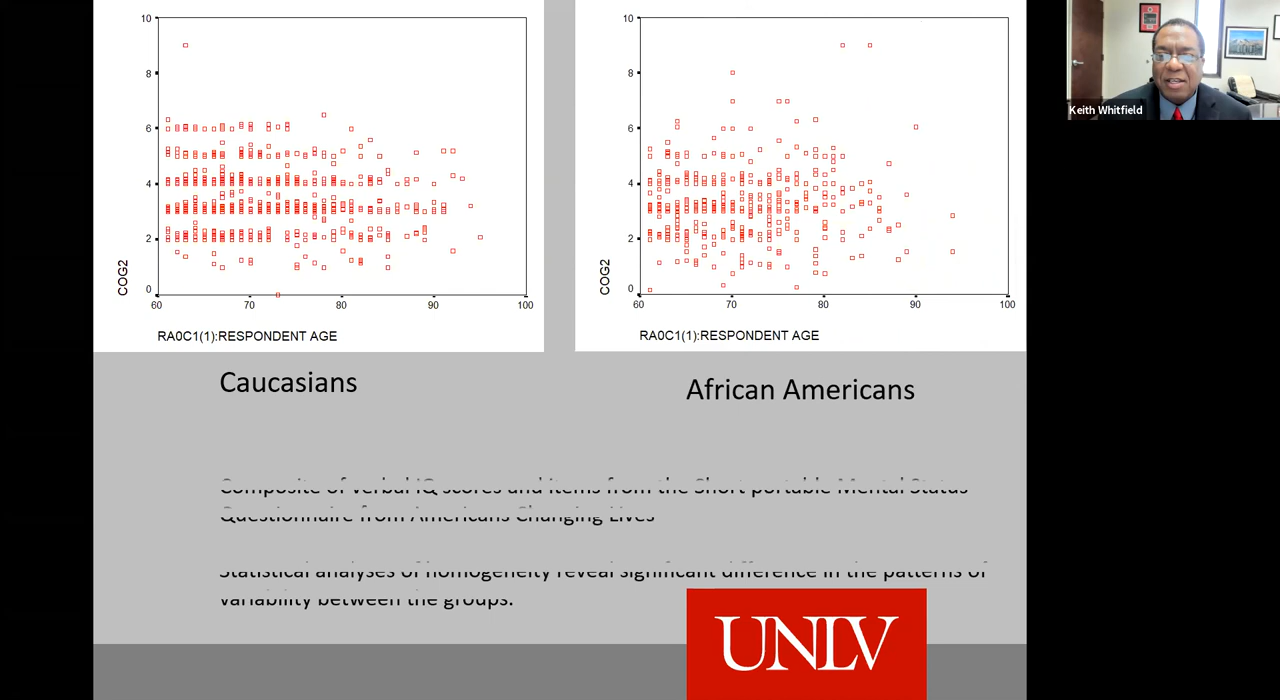 10
8
6
4
2
0
COG2
60 70 80 90 100
RA0C1(1):RESPONDENT AGE
10
8
6
4
2
0
COG2
60 70 80 90 100
RA0C1(1):RESPONDENT AGE
Keith Whitfield
Caucasians
African Americans
Composite of verbal IQ scores and items from the Short portable Mental Status
Questionnaire from Americans Changing Lives
Statistical analyses of homogeneity reveal significant difference in the patterns of
variability between the groups.
UNLV